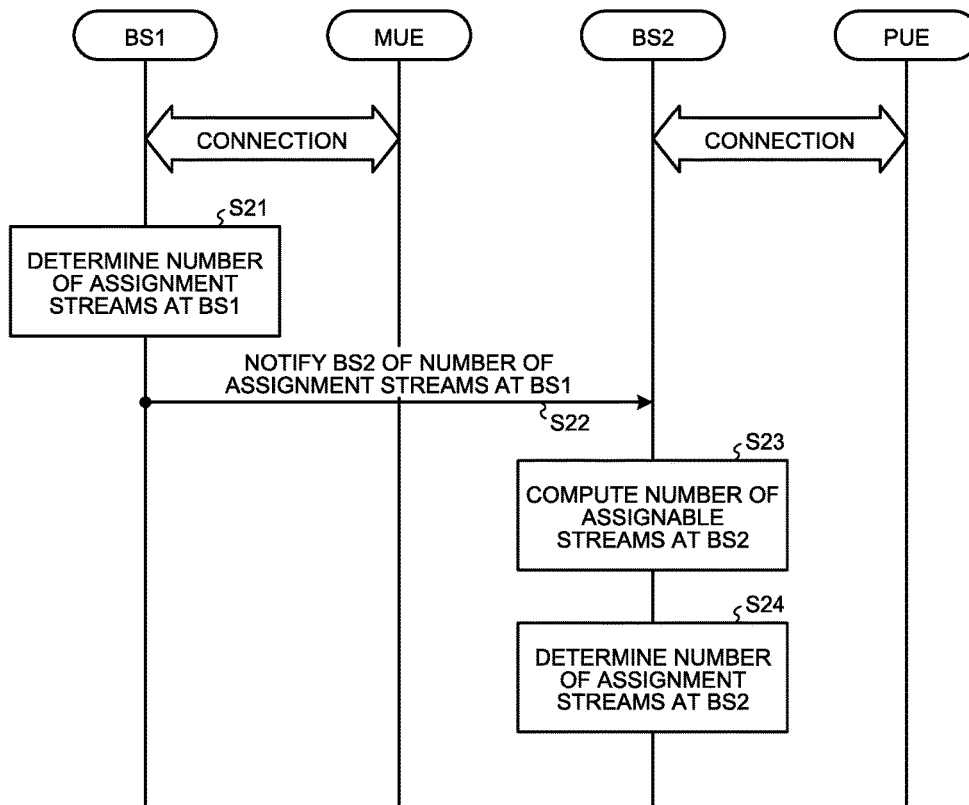 BS1
MUE
BS2
PUE
CONNECTION
CONNECTION
S21
DETERMINE NUMBER
OF ASSIGNMENT
STREAMS AT BS1
NOTIFY BS2 OF NUMBER OF
ASSIGNMENT STREAMS AT BS1
S22
S23
COMPUTE NUMBER OF
ASSIGNABLE
STREAMS AT BS2
S24
DETERMINE NUMBER
OF ASSIGNMENT
STREAMS AT BS2